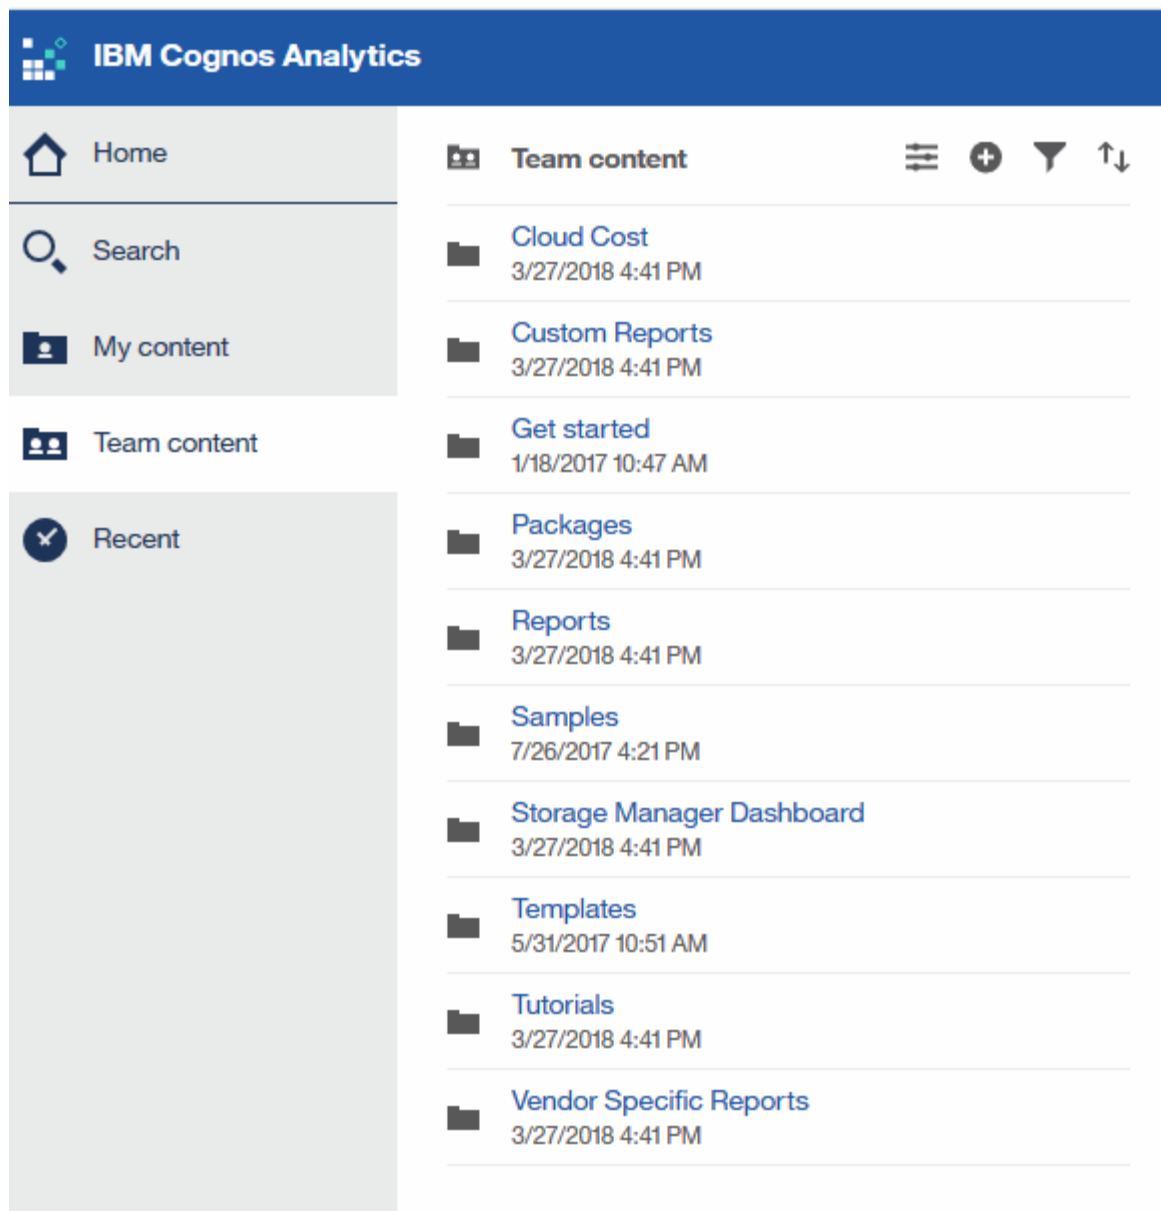 IBM Cognos Analytics
Home
Search
My content
Team content
Recent
Team content
Cloud Cost
3/27/2018 4:41 PM
Custom Reports
3/27/2018 4:41 PM
Get started
1/18/2017 10:47 AM
Packages
3/27/2018 4:41 PM
Reports
3/27/2018 4:41 PM
Samples
7/26/2017 4:21 PM
Storage Manager Dashboard
3/27/2018 4:41 PM
Templates
5/31/2017 10:51 AM
Tutorials
3/27/2018 4:41 PM
Vendor Specific Reports
3/27/2018 4:41 PM